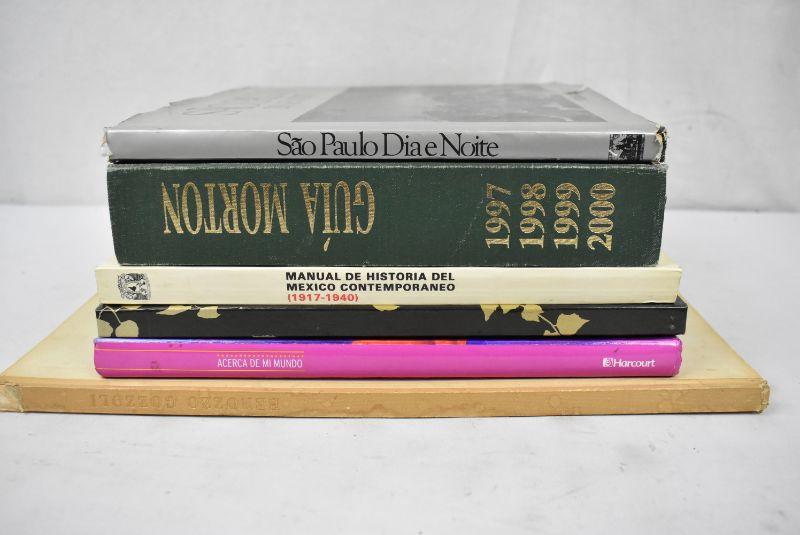 São Paulo Dia e Noite
GUÍA MORTON
1997
1998
1999
2000
MANUAL DE HISTORIA DEL
MEXICO CONTEMPORANEO
(1917-1940)
ACERCA DE MI MUNDO
Harcourt
BENOZZO GOZZOLI